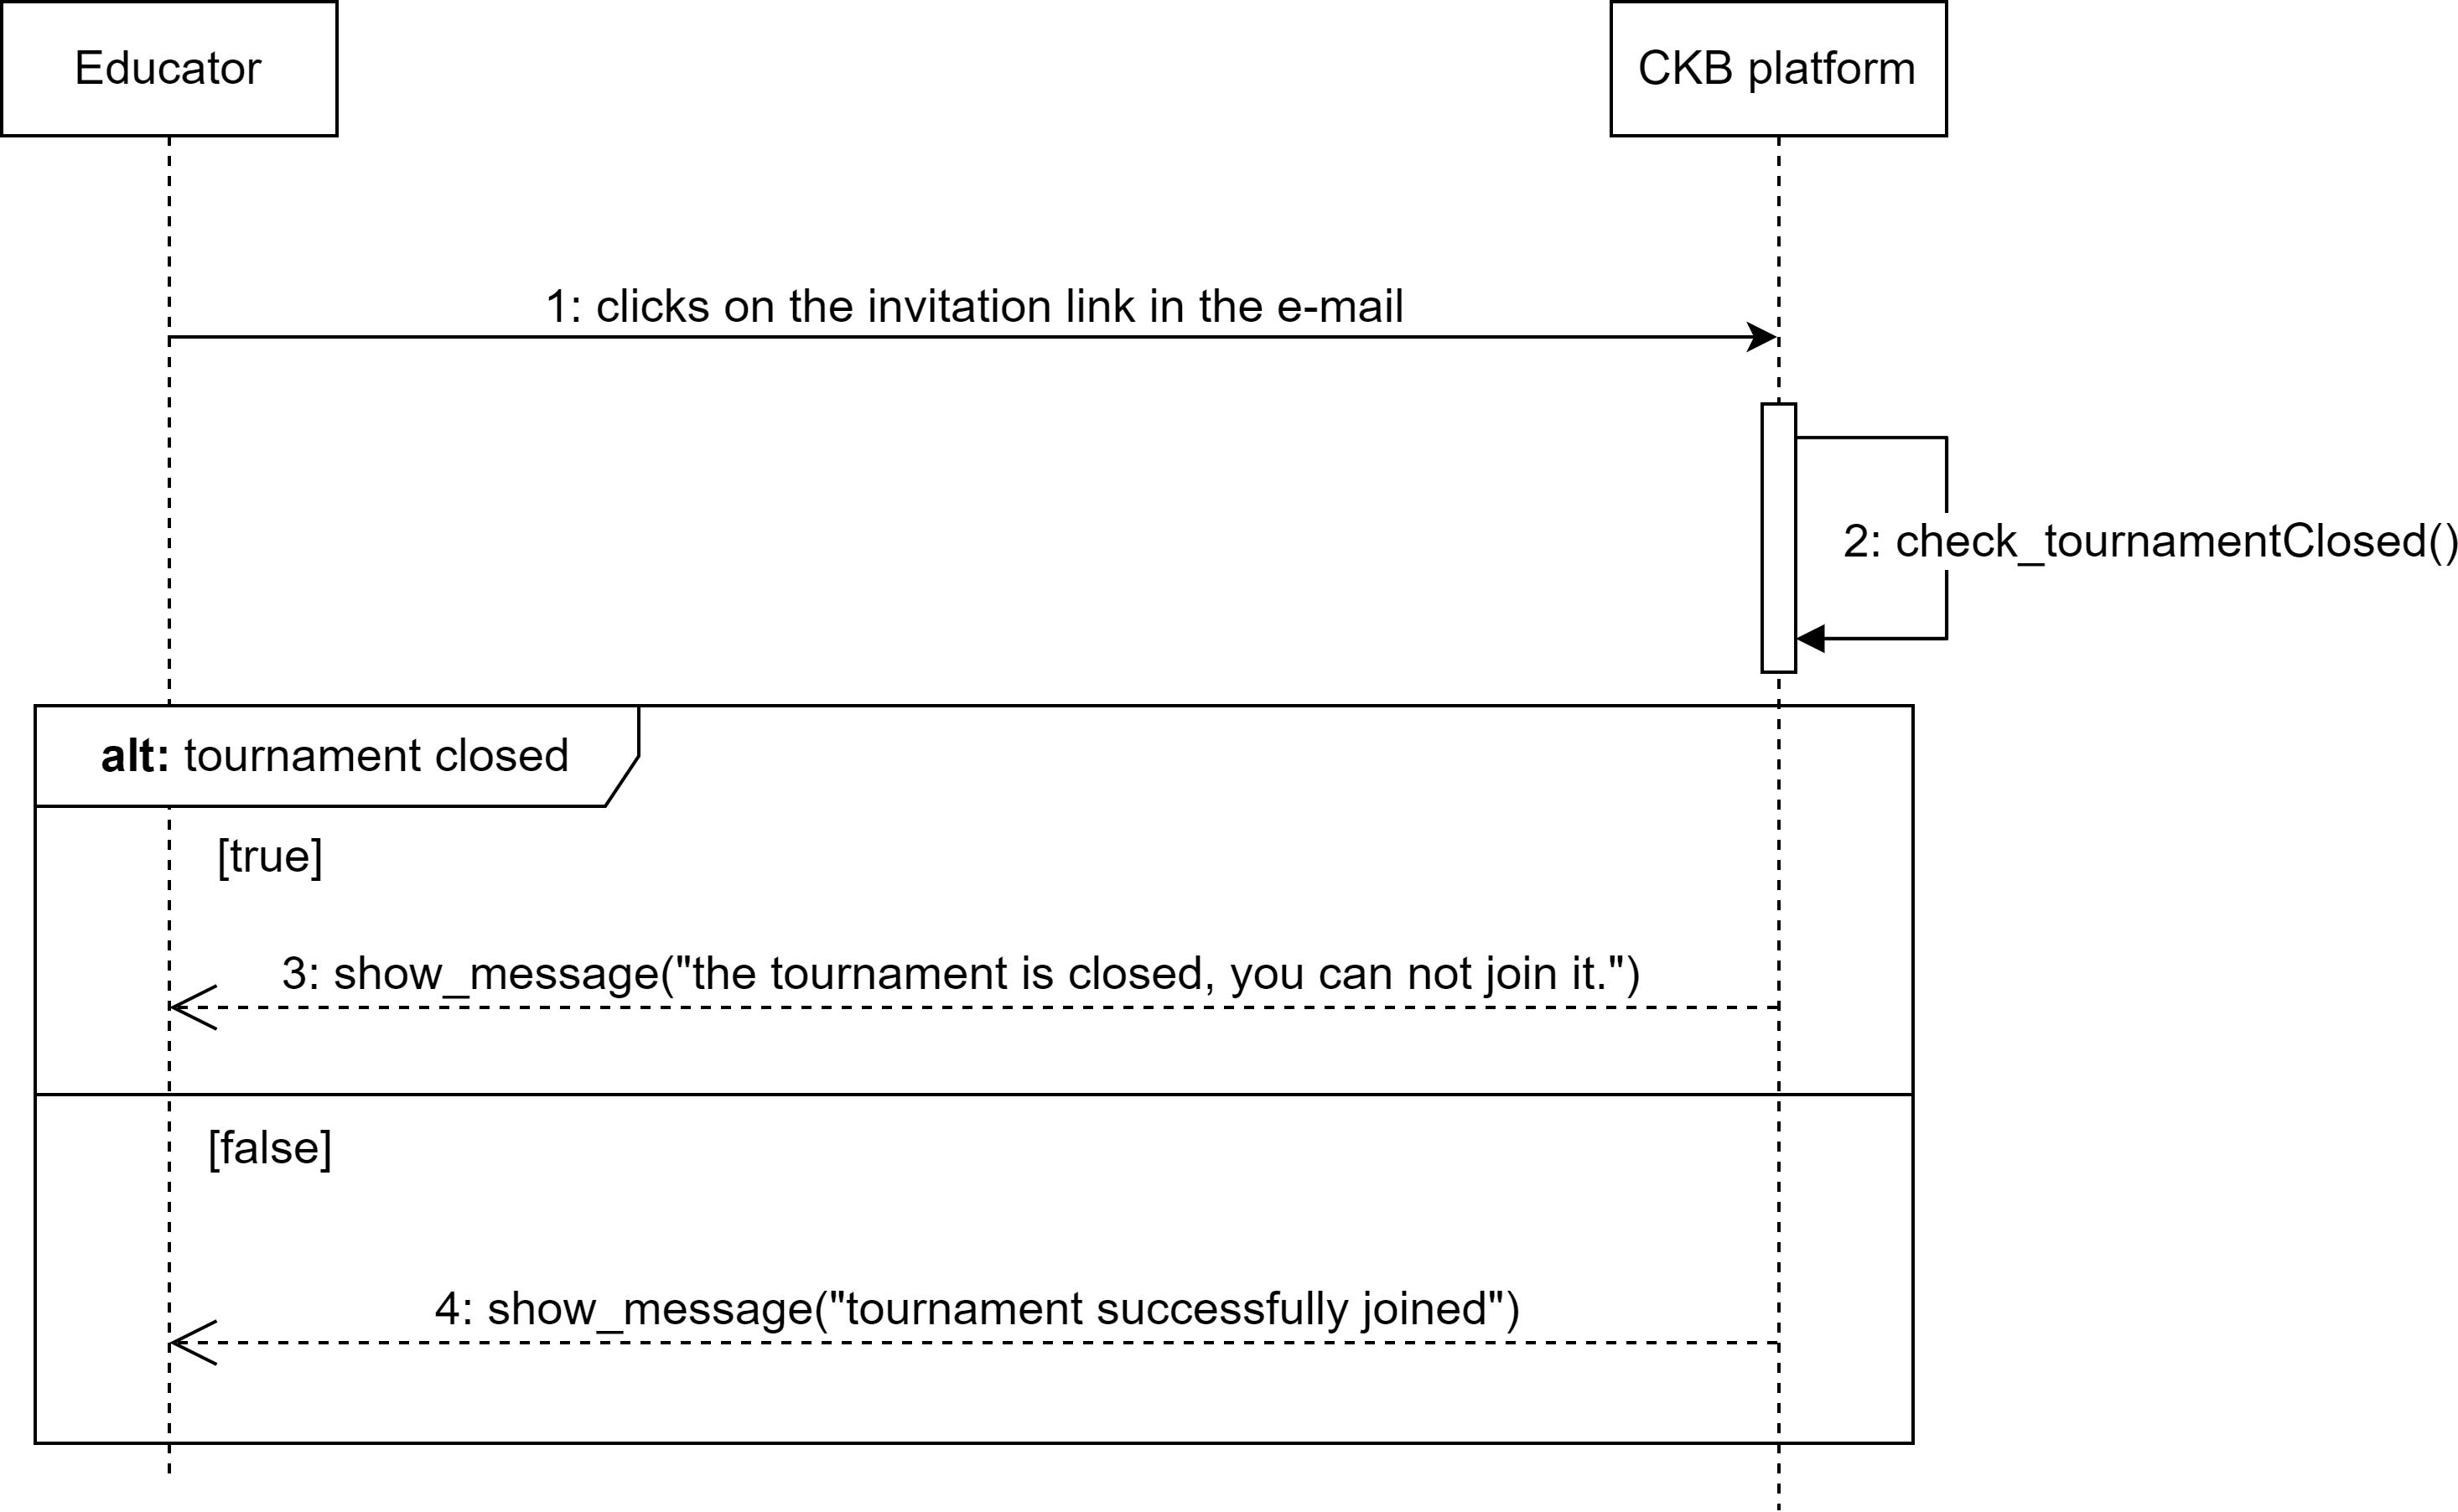 Educator
CKB platform
1: clicks on the invitation link in the e-mail
2: check_tournamentClosed()
alt: tournament closed
[true]
3: show_message("the tournament is closed, you can not join it.")
[false]
4: show_message("tournament successfully joined")